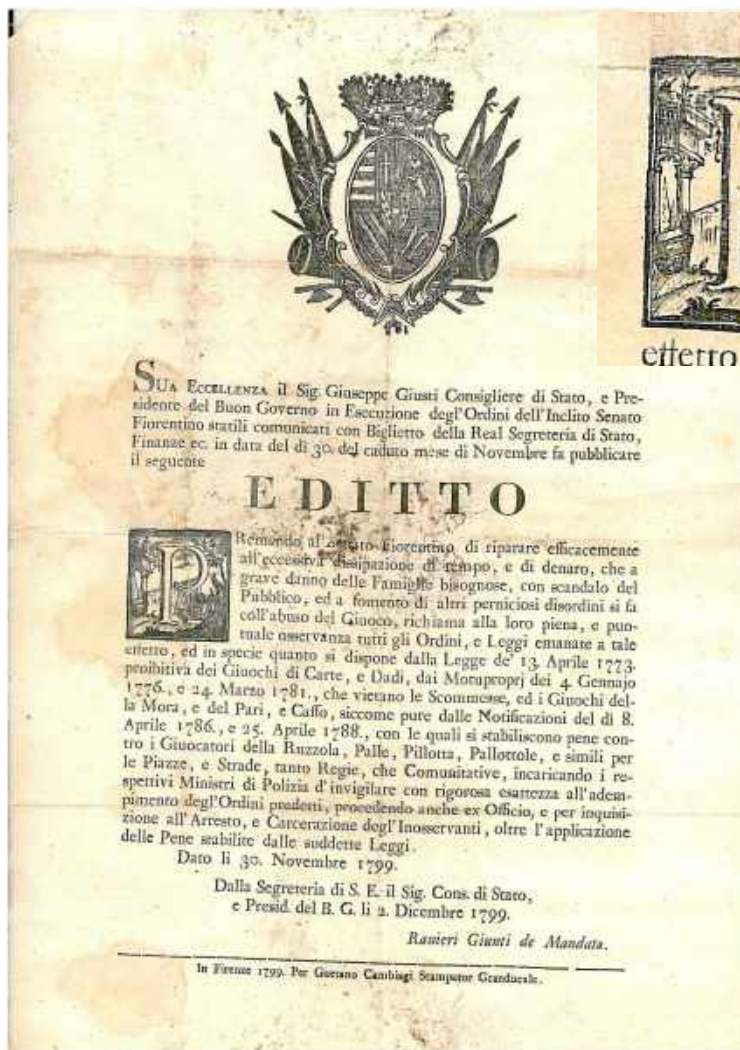 SUA ECCELLENZA il Sig. Giuseppe Giusti Consigliere di Stato, e Pre-
sidente del Buon Governo in Esecuzione degl'Ordini dell'Inclito Senato
Fiorentino statili comunicati con Biglietto della Real Segreteria di Stato,
Finanze ec. in data del dì 30. del caduto mese di Novembre fa pubblicare
il seguente
EDITTO
PRemendo al Senato Fiorentino di riparare efficacemente
all'eccessiva dissipazione di tempo, e di denaro, che a
grave danno delle Famiglie bisognose, con scandalo del
Pubblico, ed a fomento di altri perniciosi disordini si fa
coll'abuso del Giuoco, richiama alla loro piena, e pun-
tuale osservanza tutti gli Ordini, e Leggi emanate a tale
effetto, ed in specie quanto si dispone dalla Legge de' 13. Aprile 1773.
proibitiva dei Giuochi di Carte, e Dadi, dai Motuproprj dei 4. Gennajo
1776., e 24. Marzo 1781., che vietano le Scommesse, ed i Giuochi del-
la Mora, e del Pari, e Caffo, siccome pure dalle Notificazioni del dì 8.
Aprile 1786., e 25. Aprile 1788., con le quali si stabiliscono pene con-
tro i Giuocatori della Ruzzola, Palle, Pillotta, Pallottole, e simili per
le Piazze, e Strade, tanto Regie, che Comunitative, incaricando i re-
spettivi Ministri di Polizia d'invigilare con rigorosa esattezza all'adem-
pimento degl'Ordini predetti, procedendo anche ex Officio, e per inquisi-
zione all'Arresto, e Carcerazione degl'Inosservanti, oltre l'applicazione
delle Pene stabilite dalle suddette Leggi.
Dato li 30. Novembre 1799.
Dalla Segreteria di S. E. il Sig. Cons. di Stato,
e Presid. del B. G. li 2. Dicembre 1799.
Ranieri Giunti de Mandato.
In Firenze 1799. Per Gaetano Cambiagi Stampator Granducale.
effetto